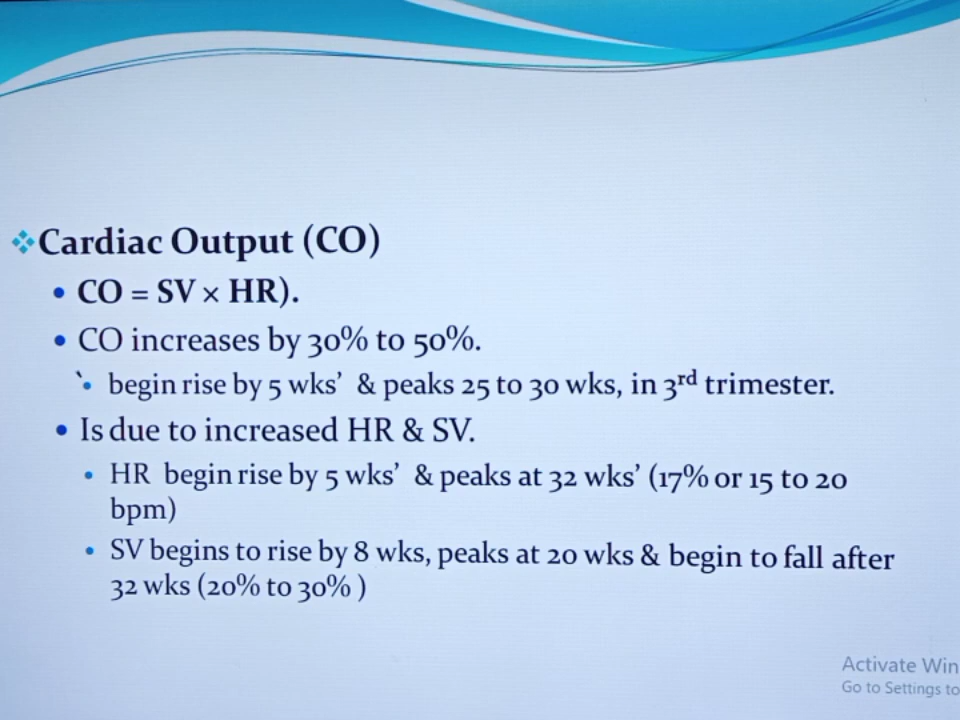 Cardiac Output (CO)
CO = SV × HR).
CO increases by 30% to 50%.
begin rise by 5 wks’ & peaks 25 to 30 wks, in 3rd trimester.
Is due to increased HR & SV.
HR begin rise by 5 wks’ & peaks at 32 wks’ (17% or 15 to 20
bpm)
SV begins to rise by 8 wks, peaks at 20 wks & begin to fall after
32 wks (20% to 30% )
Activate Win
Go to Settings to